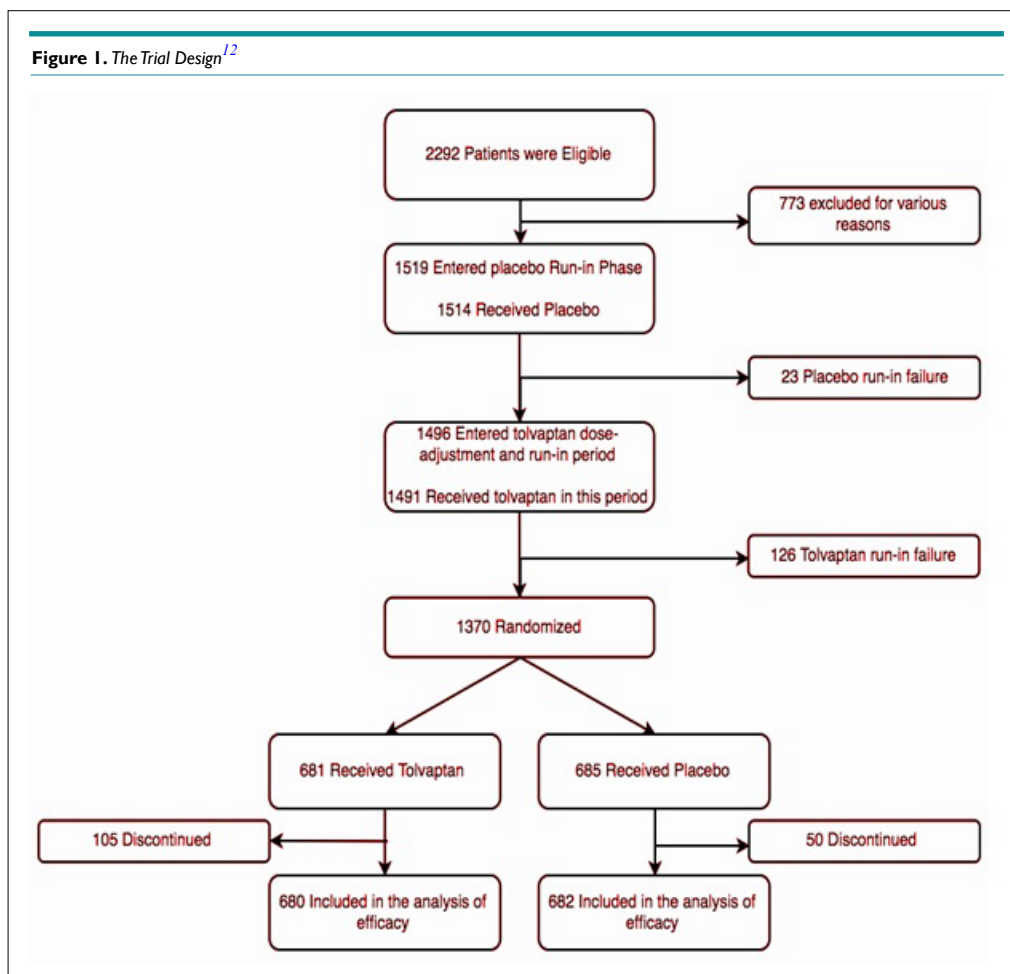 Figure 1. The Trial Design12
2292 Patients were Eligible
773 excluded for various
reasons
1519 Entered placebo Run-in Phase
1514 Received Placebo
23 Placebo run-in failure
1496 Entered tolvaptan dose-
adjustment and run-in period
1491 Received tolvaptan in this period
126 Tolvaptan run-in failure
1370 Randomized
681 Received Tolvaptan
685 Received Placebo
105 Discontinued
50 Discontinued
680 Included in the analysis of
efficacy
682 Included in the analysis of
efficacy